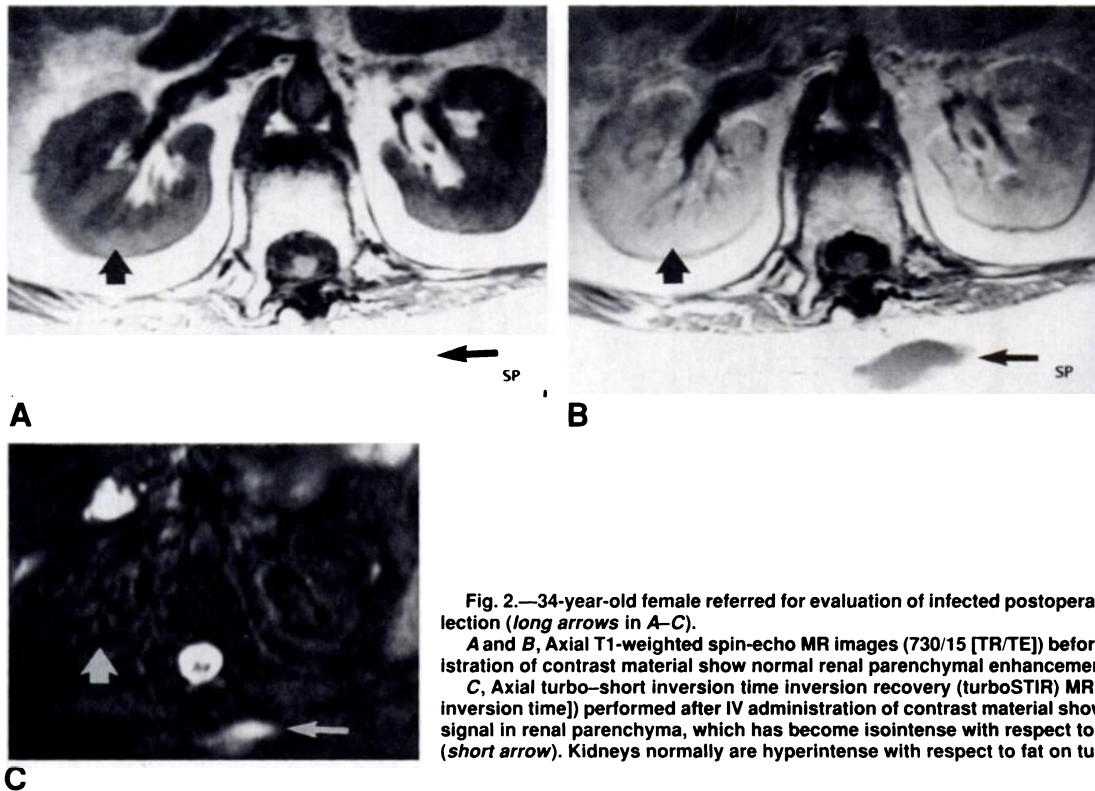 SP
SP
A
B
C
Fig. 2.—34-year-old female referred for evaluation of infected postopera
lection (long arrows in A–C).
A and B, Axial T1-weighted spin-echo MR images (730/15 [TR/TE]) befor
istration of contrast material show normal renal parenchymal enhancemen
C, Axial turbo–short inversion time inversion recovery (turboSTIR) MR
inversion time]) performed after IV administration of contrast material show
signal in renal parenchyma, which has become isointense with respect to
(short arrow). Kidneys normally are hyperintense with respect to fat on tu